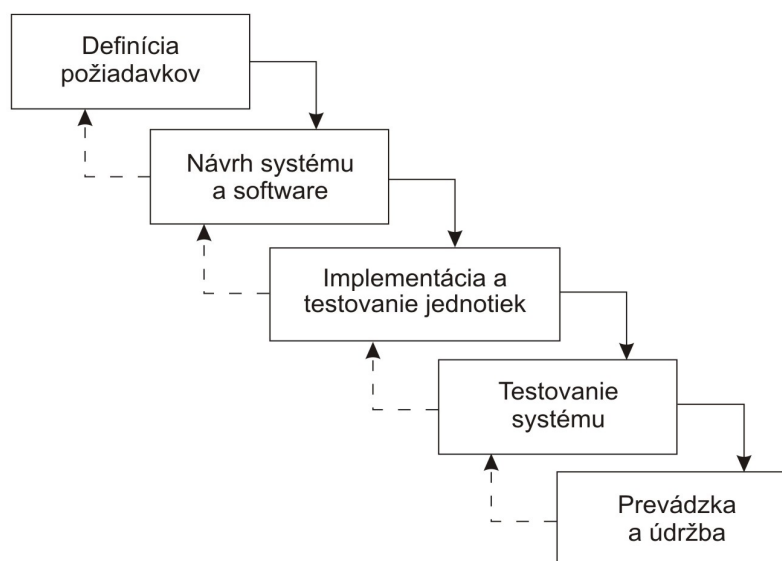 Definícia
požiadavkov
Návrh systému
a software
Implementácia a
testovanie jednotiek
Testovanie
systému
Prevádzka
a údržba